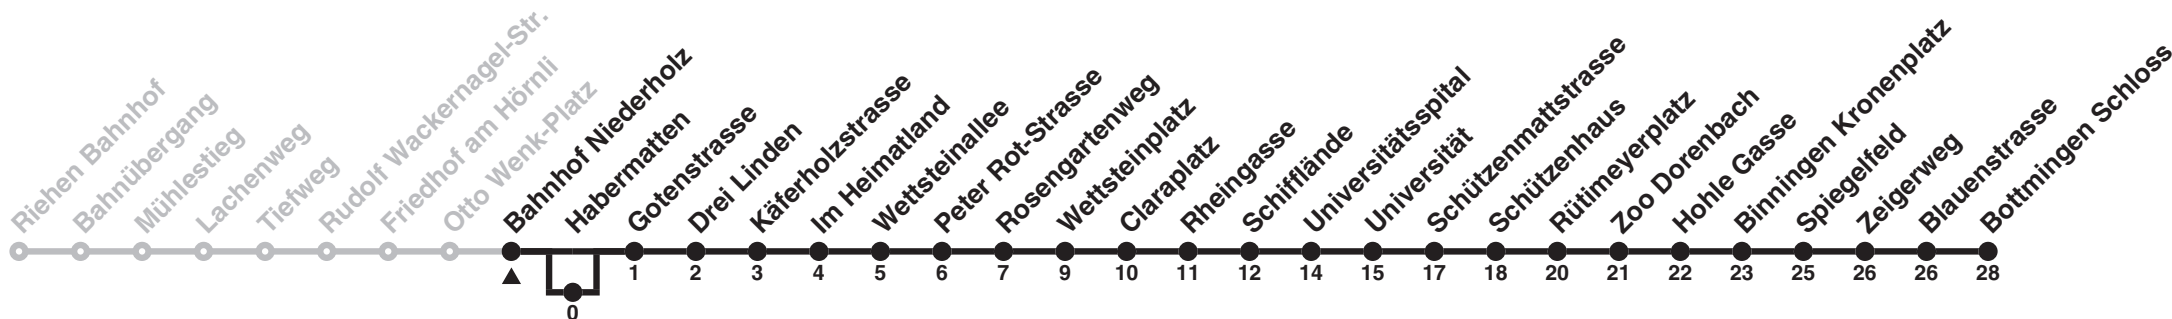 Riehen Bahnhof
Bahnübergang
Mühlestieg
Lachenweg
Tiefweg
Rudolf Wackernagel-Str.
Friedhof am Hörnli
Otto Wenk-Platz
Bahnhof Niederholz
Habermatten
Gotenstrasse
Drei Linden
Käferholzstrasse
Im Heimatland
Wettsteinallee
Peter Rot-Strasse
Rosengartenweg
Wettsteinplatz
Claraplatz
Rheingasse
Schifflände
Universitätsspital
Universität
Schützenmattstrasse
Schützenhaus
Rütimeyerplatz
Zoo Dorenbach
Hohle Gasse
Binningen Kronenplatz
Spiegelfeld
Zeigerweg
Blauenstrasse
Bottmingen Schloss
1 2 3 4 5 6 7 9 10 11 12 14 15 17 18 20 21 22 23 25 26 26 28
0